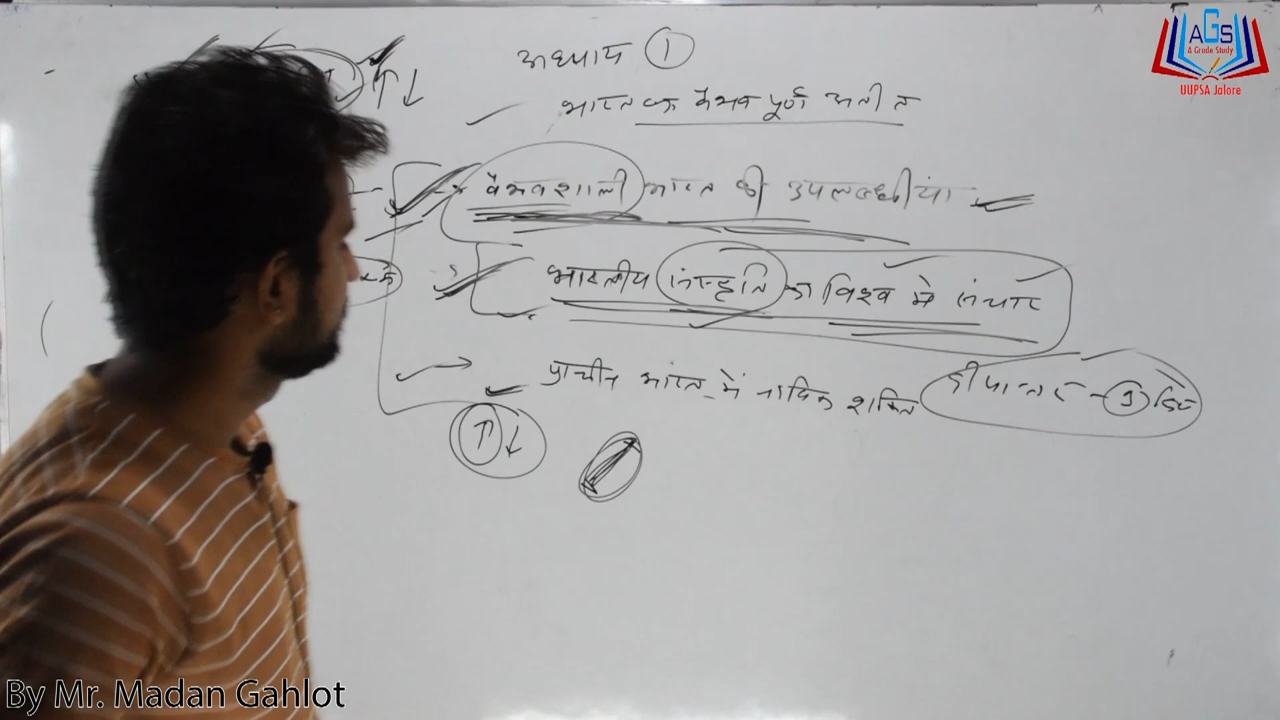 AGS
A Grade Study
UUPSA Jalore
अध्याय 1
भारत का वैभव पूर्ण अतीत
वैभवशाली भारत की उपलब्धीयां
भारतीय संस्कृति का विश्व मे संचार
प्राचीन भारत में नाविक शक्ति
By Mr. Madan Gahlot